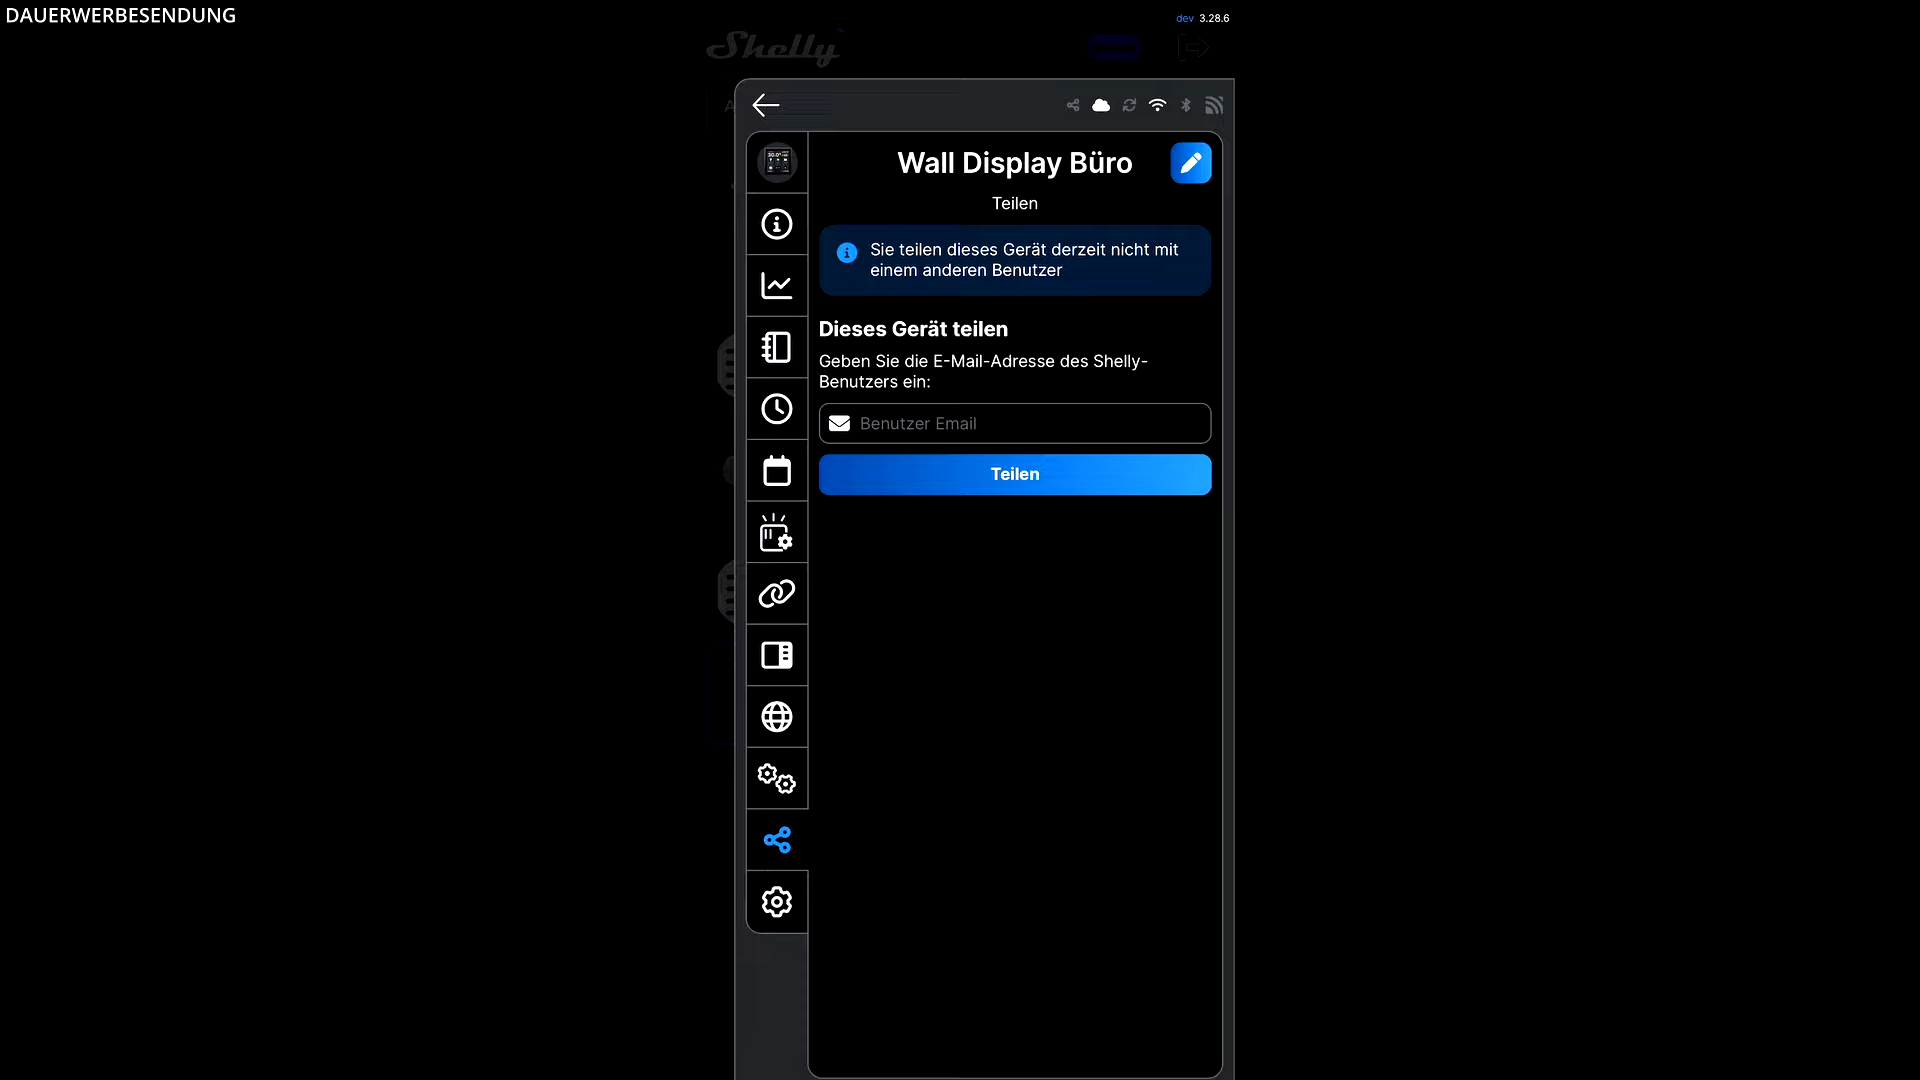 DAUERWERBESENDUNG
dev 3.28.6
Shelly
Wall Display Büro
Teilen
Sie teilen dieses Gerät derzeit nicht mit
einem anderen Benutzer
Dieses Gerät teilen
Geben Sie die E-Mail-Adresse des Shelly-
Benutzers ein:
Benutzer Email
Teilen